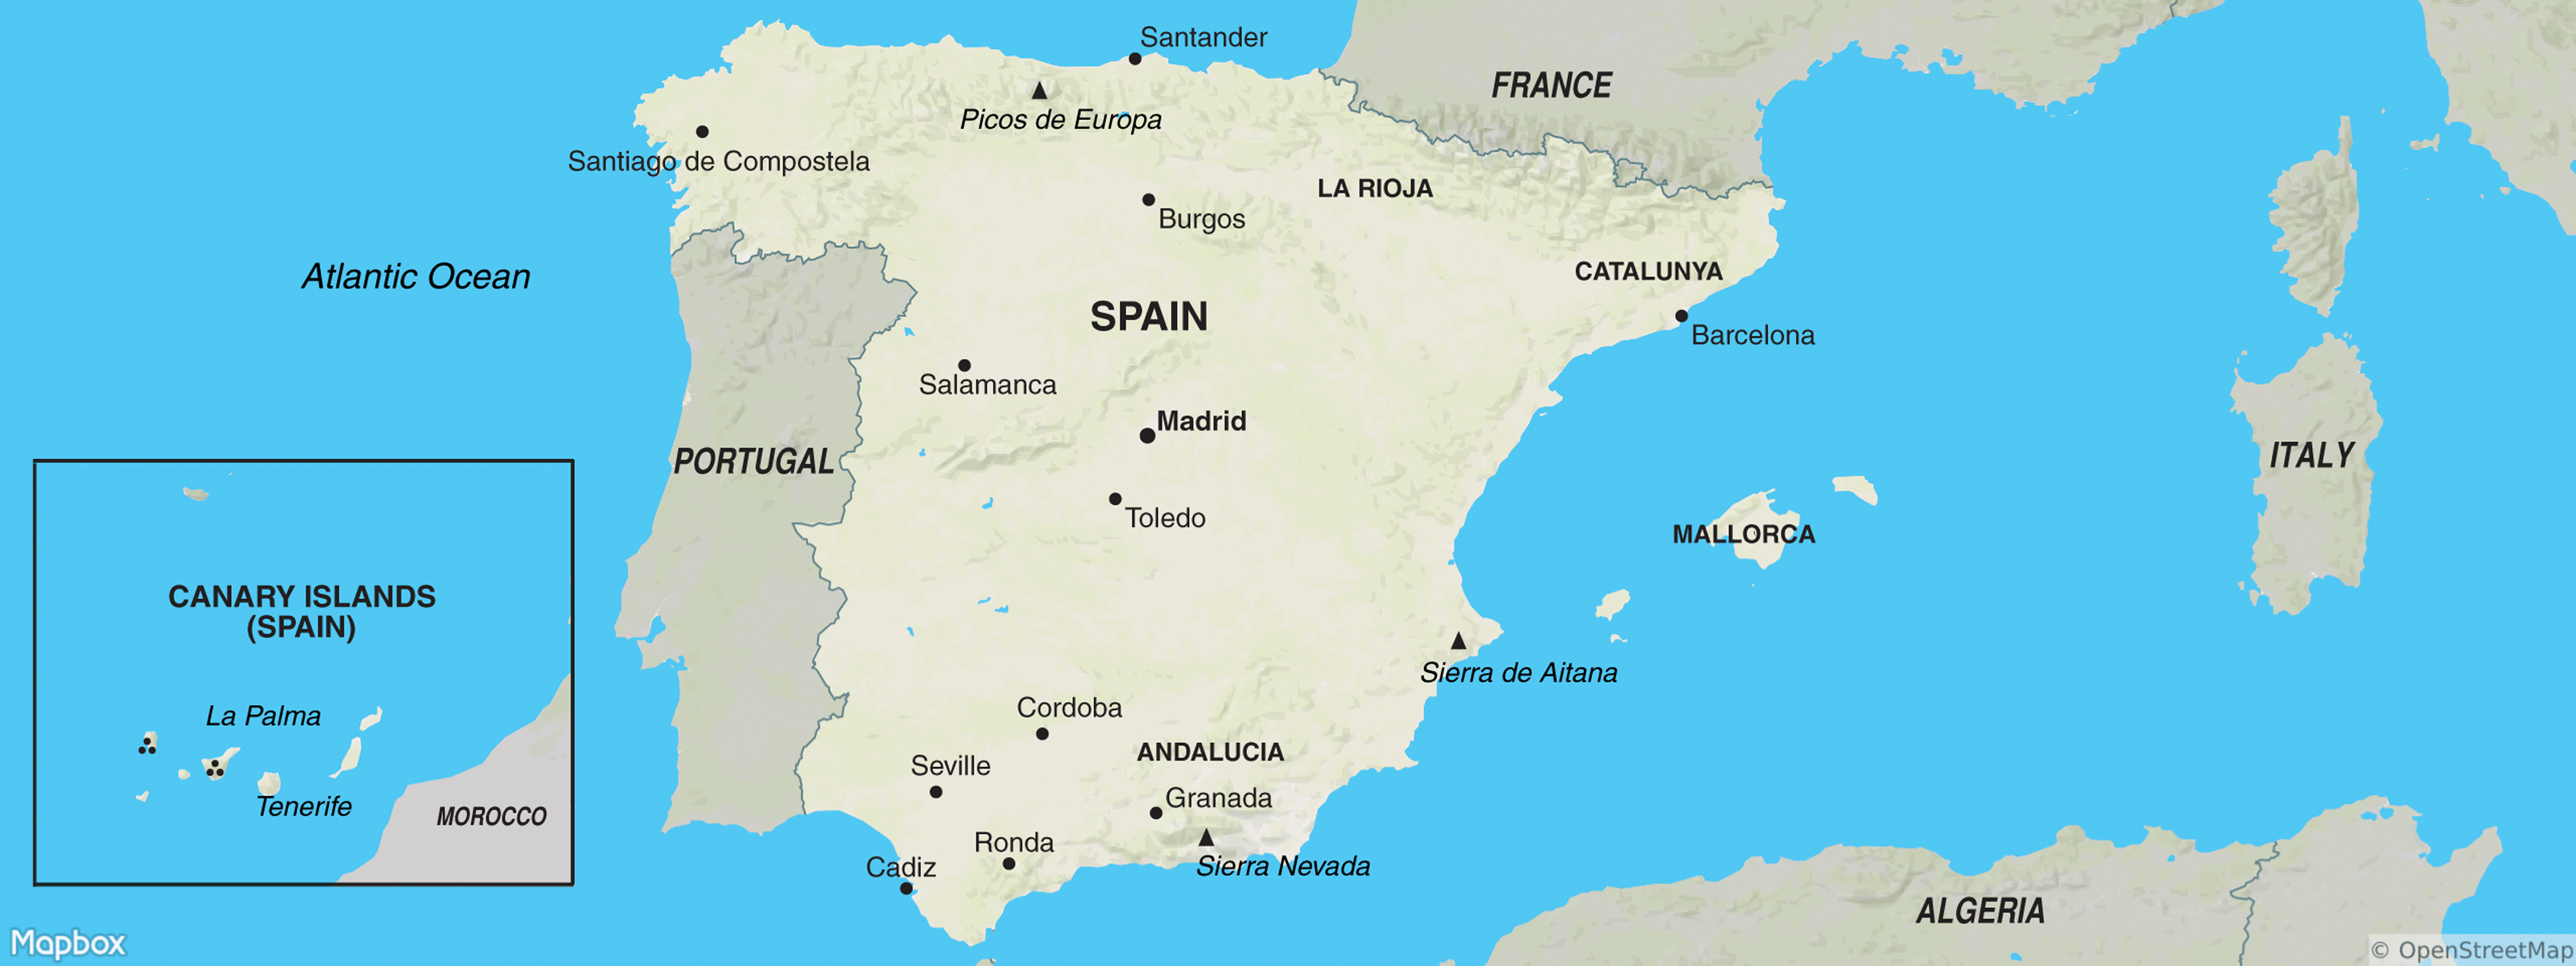 Santander
FRANCE
Picos de Europa
Santiago de Compostela
LA RIOJA
Burgos
Atlantic Ocean
CATALUNYA
SPAIN
Barcelona
Salamanca
Madrid
PORTUGAL
ITALY
Toledo
MALLORCA
CANARY ISLANDS
(SPAIN)
Sierra de Aitana
La Palma
Cordoba
ANDALUCIA
Seville
Granada
Tenerife
MOROCCO
Ronda
Cadiz
Sierra Nevada
ALGERIA
Mapbox
© OpenStreetMap